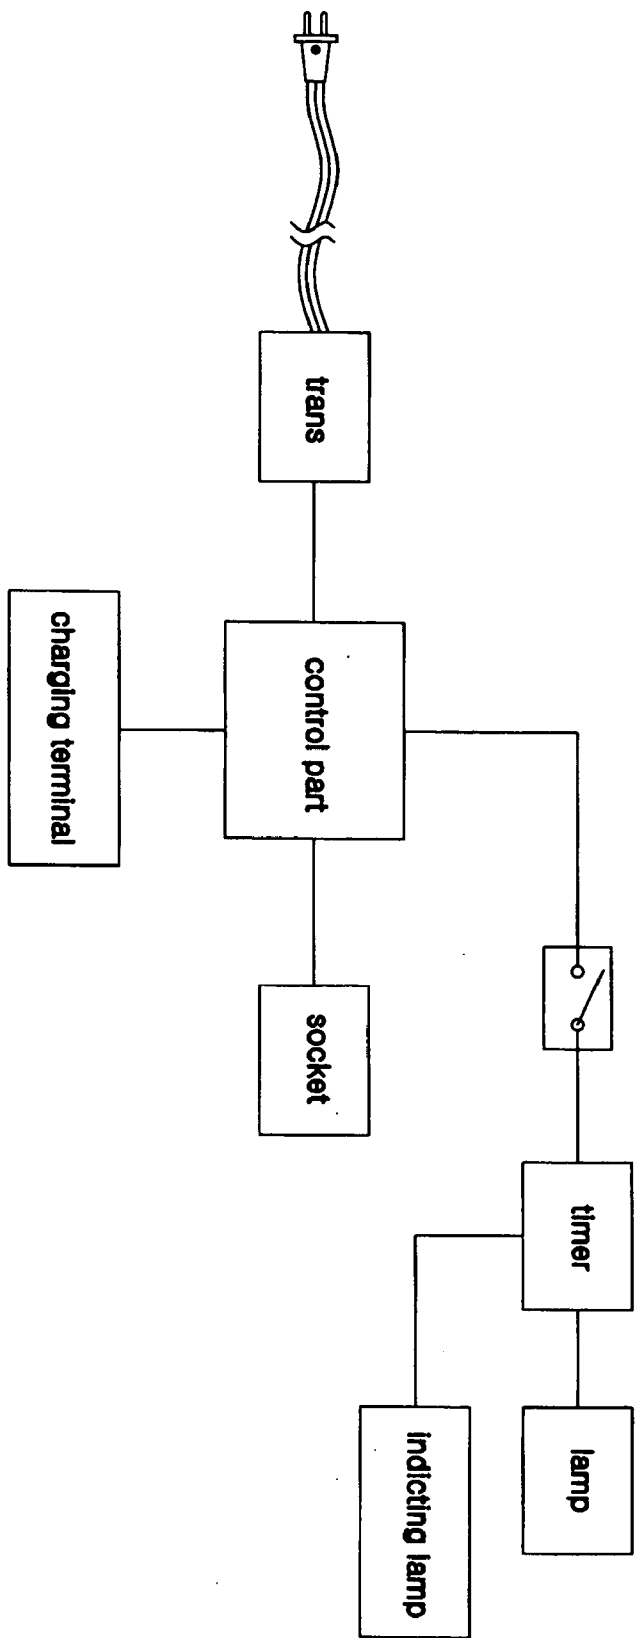 trans
control part
charging terminal
socket
timer
lamp
indicting lamp